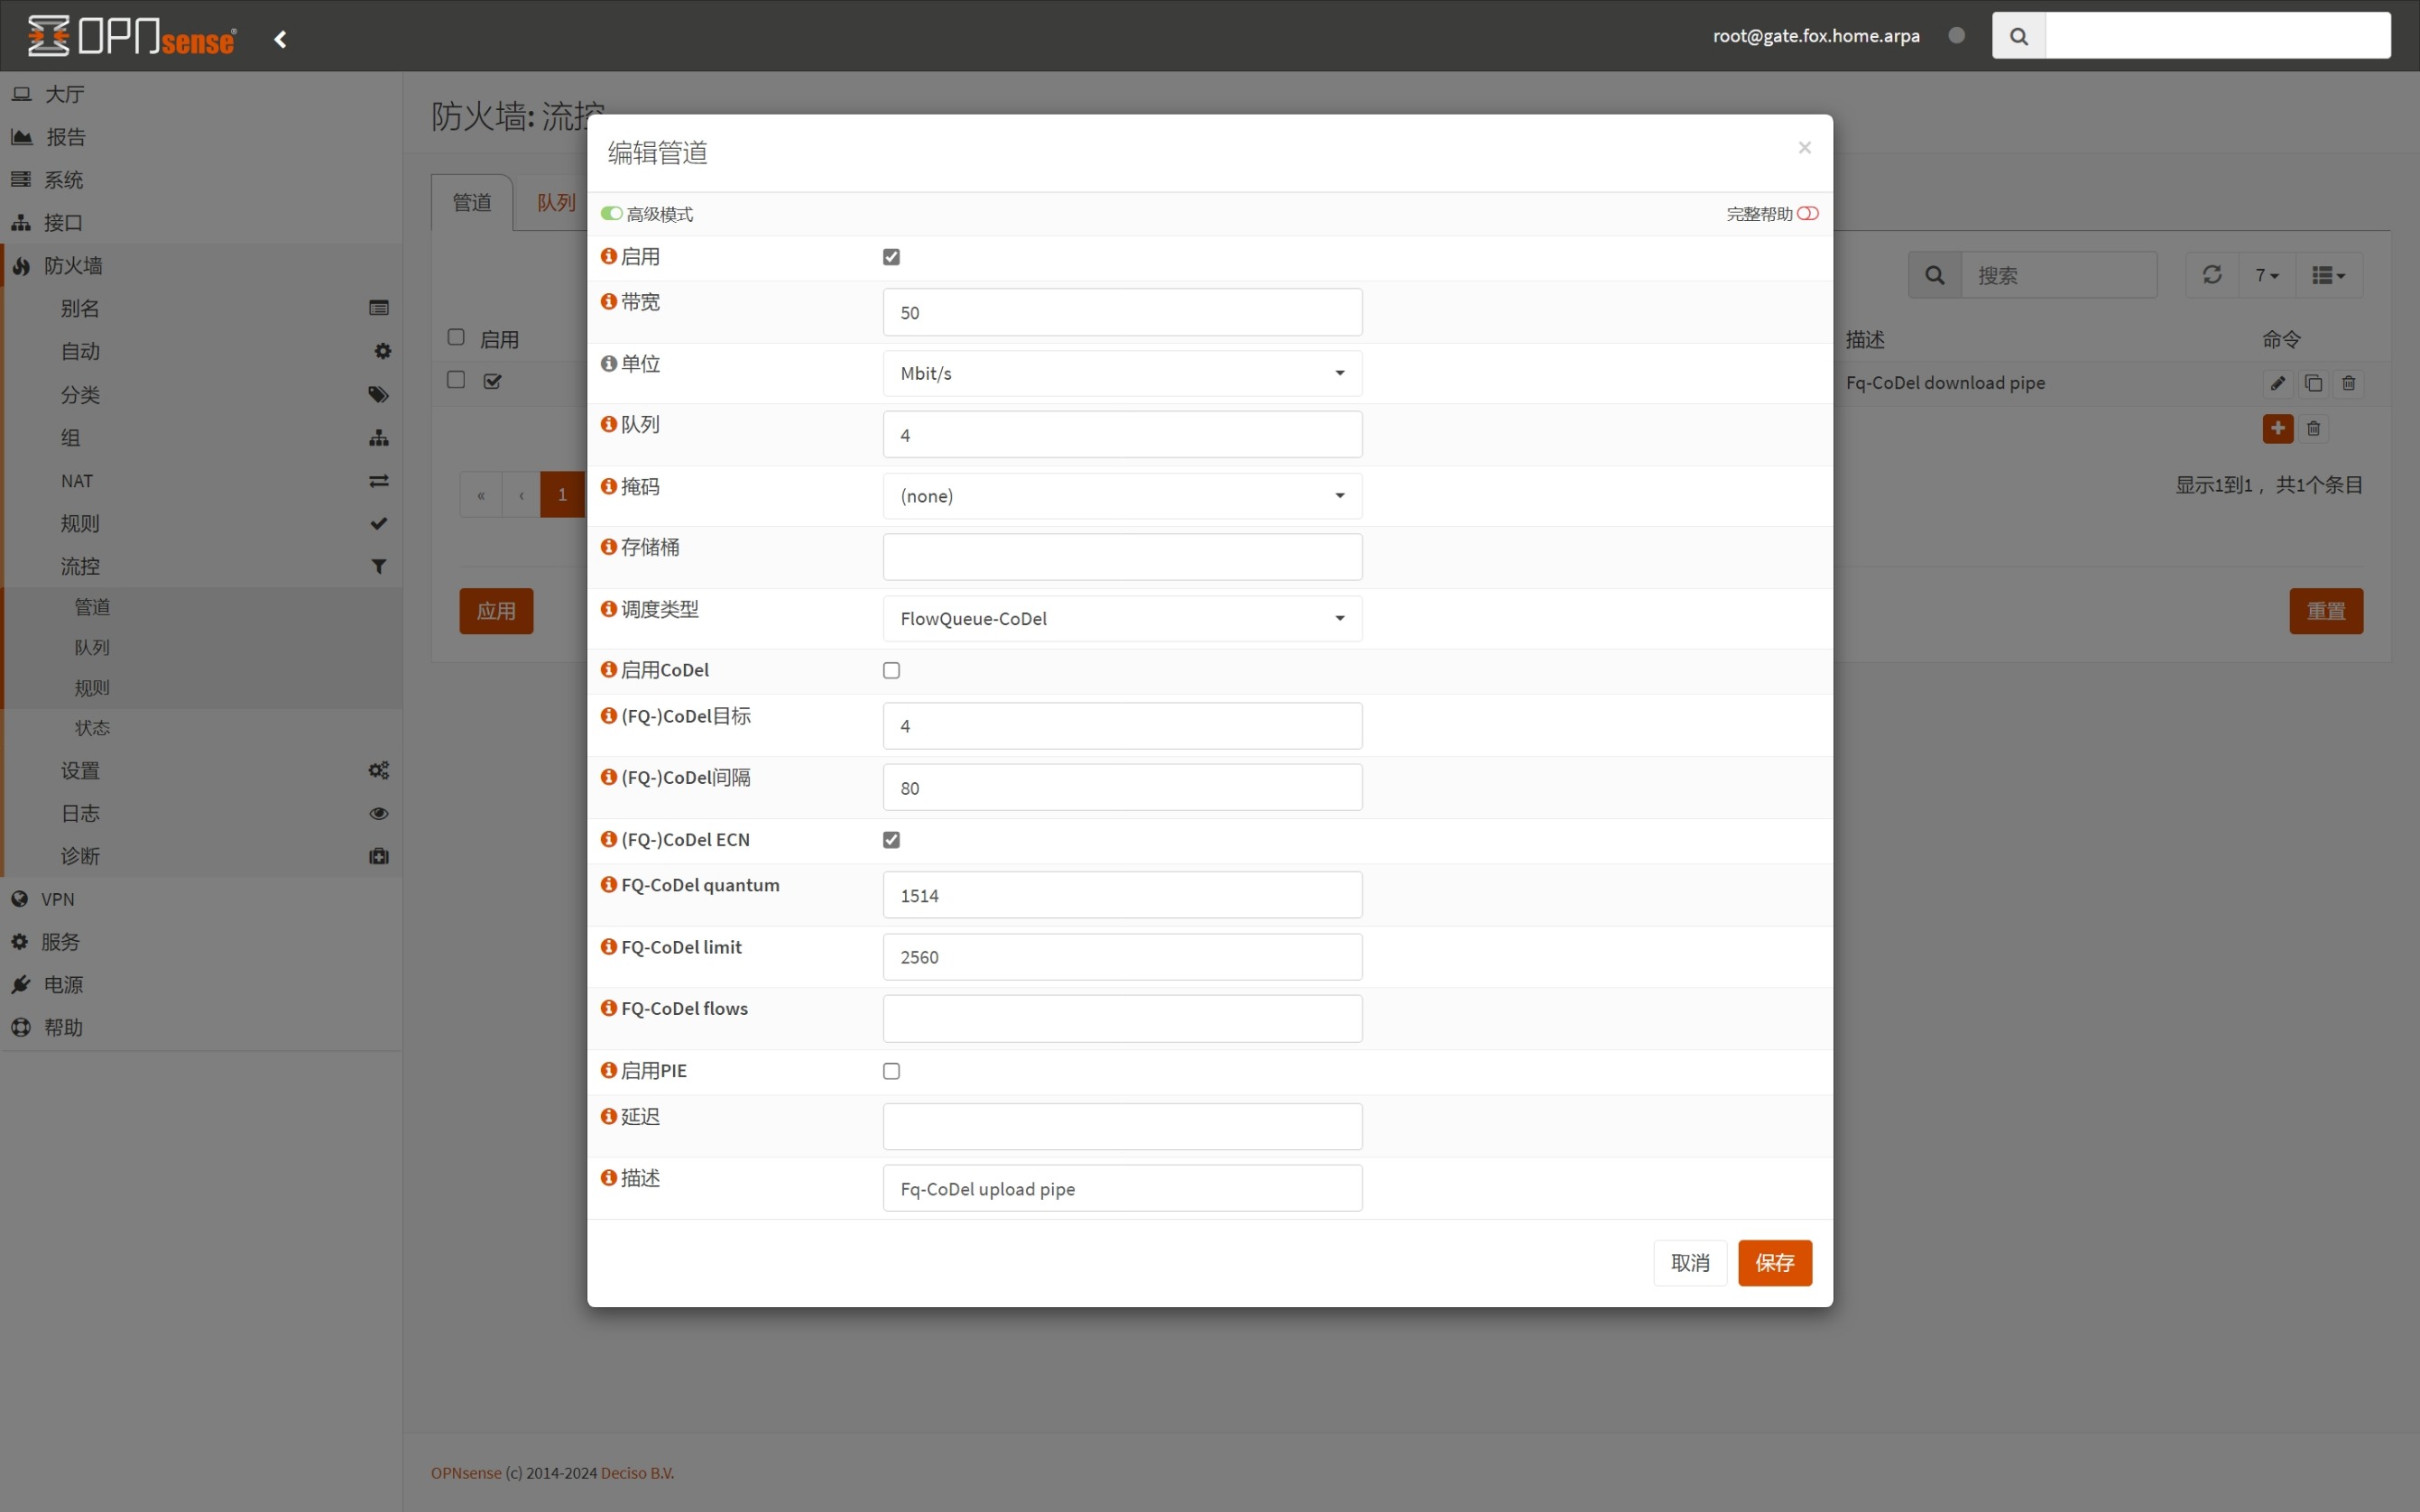 OPNsense®
root@gate.fox.home.arpa
大厅
报告
系统
接口
防火墙
别名
自动
分类
组
NAT
规则
流控
管道
队列
规则
状态
设置
日志
诊断
VPN
服务
电源
帮助
防火墙: 流控
管道 队列
搜索
7
启用
描述 命令
Fq-CoDel download pipe
« ‹ 1
显示1到1，共1个条目
应用
重置
编辑管道 ×
高级模式 完整帮助
启用
带宽 50
单位 Mbit/s
队列 4
掩码 (none)
存储桶
调度类型 FlowQueue-CoDel
启用CoDel
(FQ-)CoDel目标 4
(FQ-)CoDel间隔 80
(FQ-)CoDel ECN
FQ-CoDel quantum 1514
FQ-CoDel limit 2560
FQ-CoDel flows
启用PIE
延迟
描述 Fq-CoDel upload pipe
取消 保存
OPNsense (c) 2014-2024 Deciso B.V.